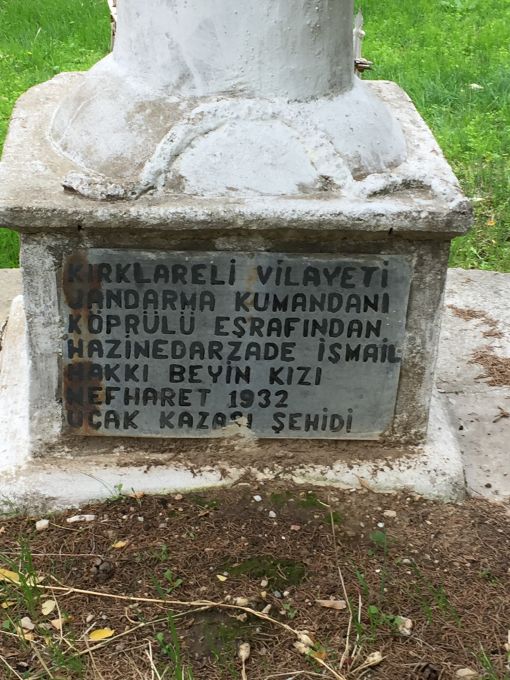 KIRKLARELİ VİLAYETİ
JANDARMA KUMANDANI
KÖPRÜLÜ EŞRAFINDAN
HAZİNEDARZADE İSMAİL
HAKKI BEYİN KIZI
NEFHARET 1932
UÇAK KAZASI ŞEHİDİ